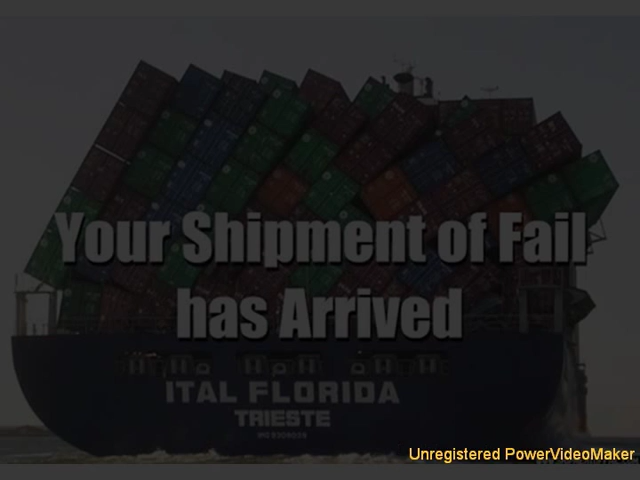 Your Shipment of Fail
has Arrived
ITAL FLORIDA
TRIESTE
Unregistered PowerVideoMaker